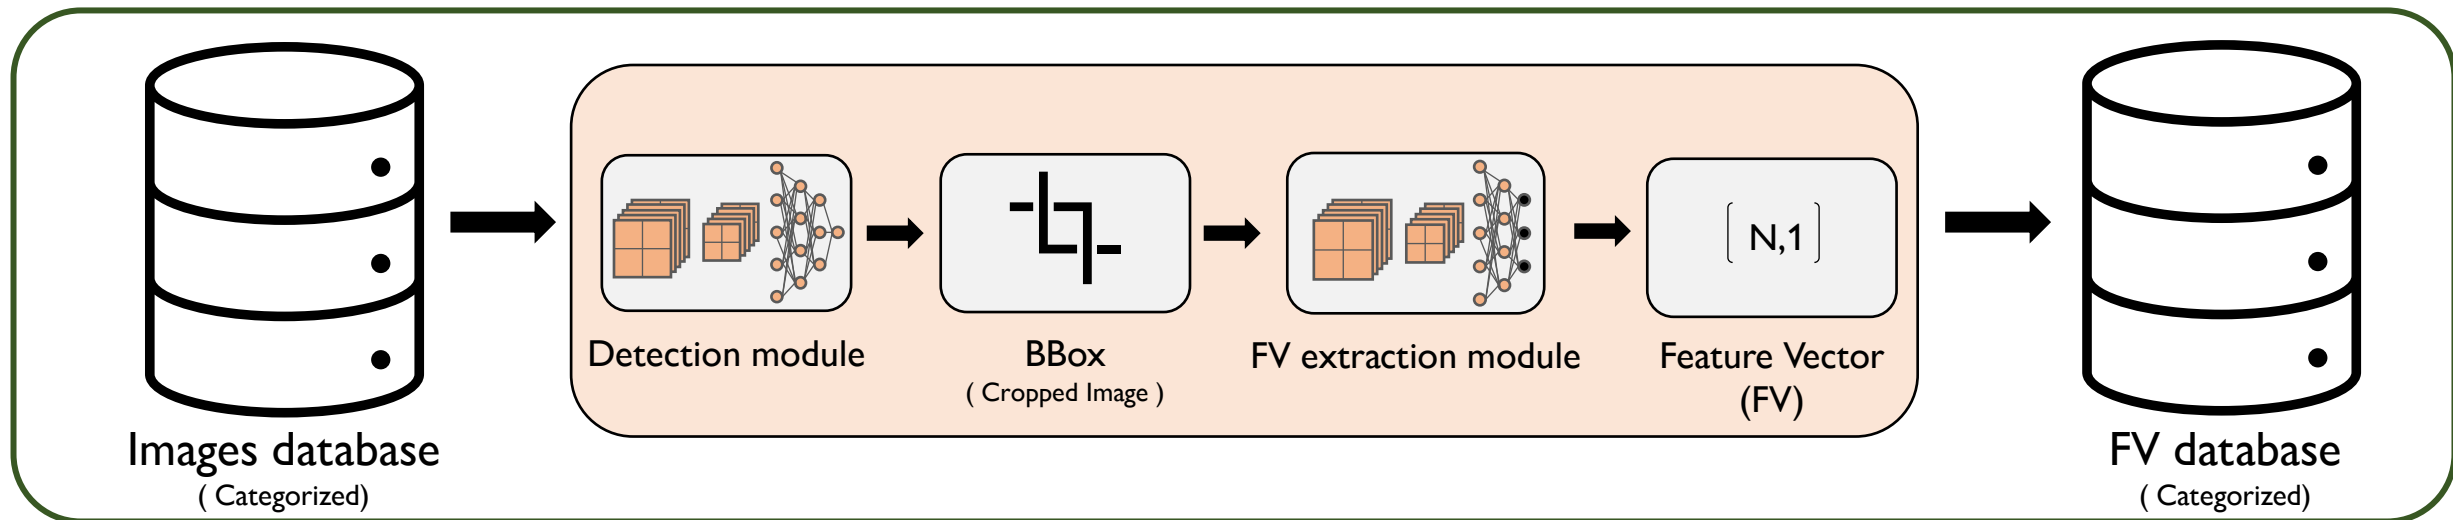 Images database
( Categorized)
Detection module
BBox
( Cropped Image )
FV extraction module
N,1
Feature Vector
(FV)
FV database
( Categorized)